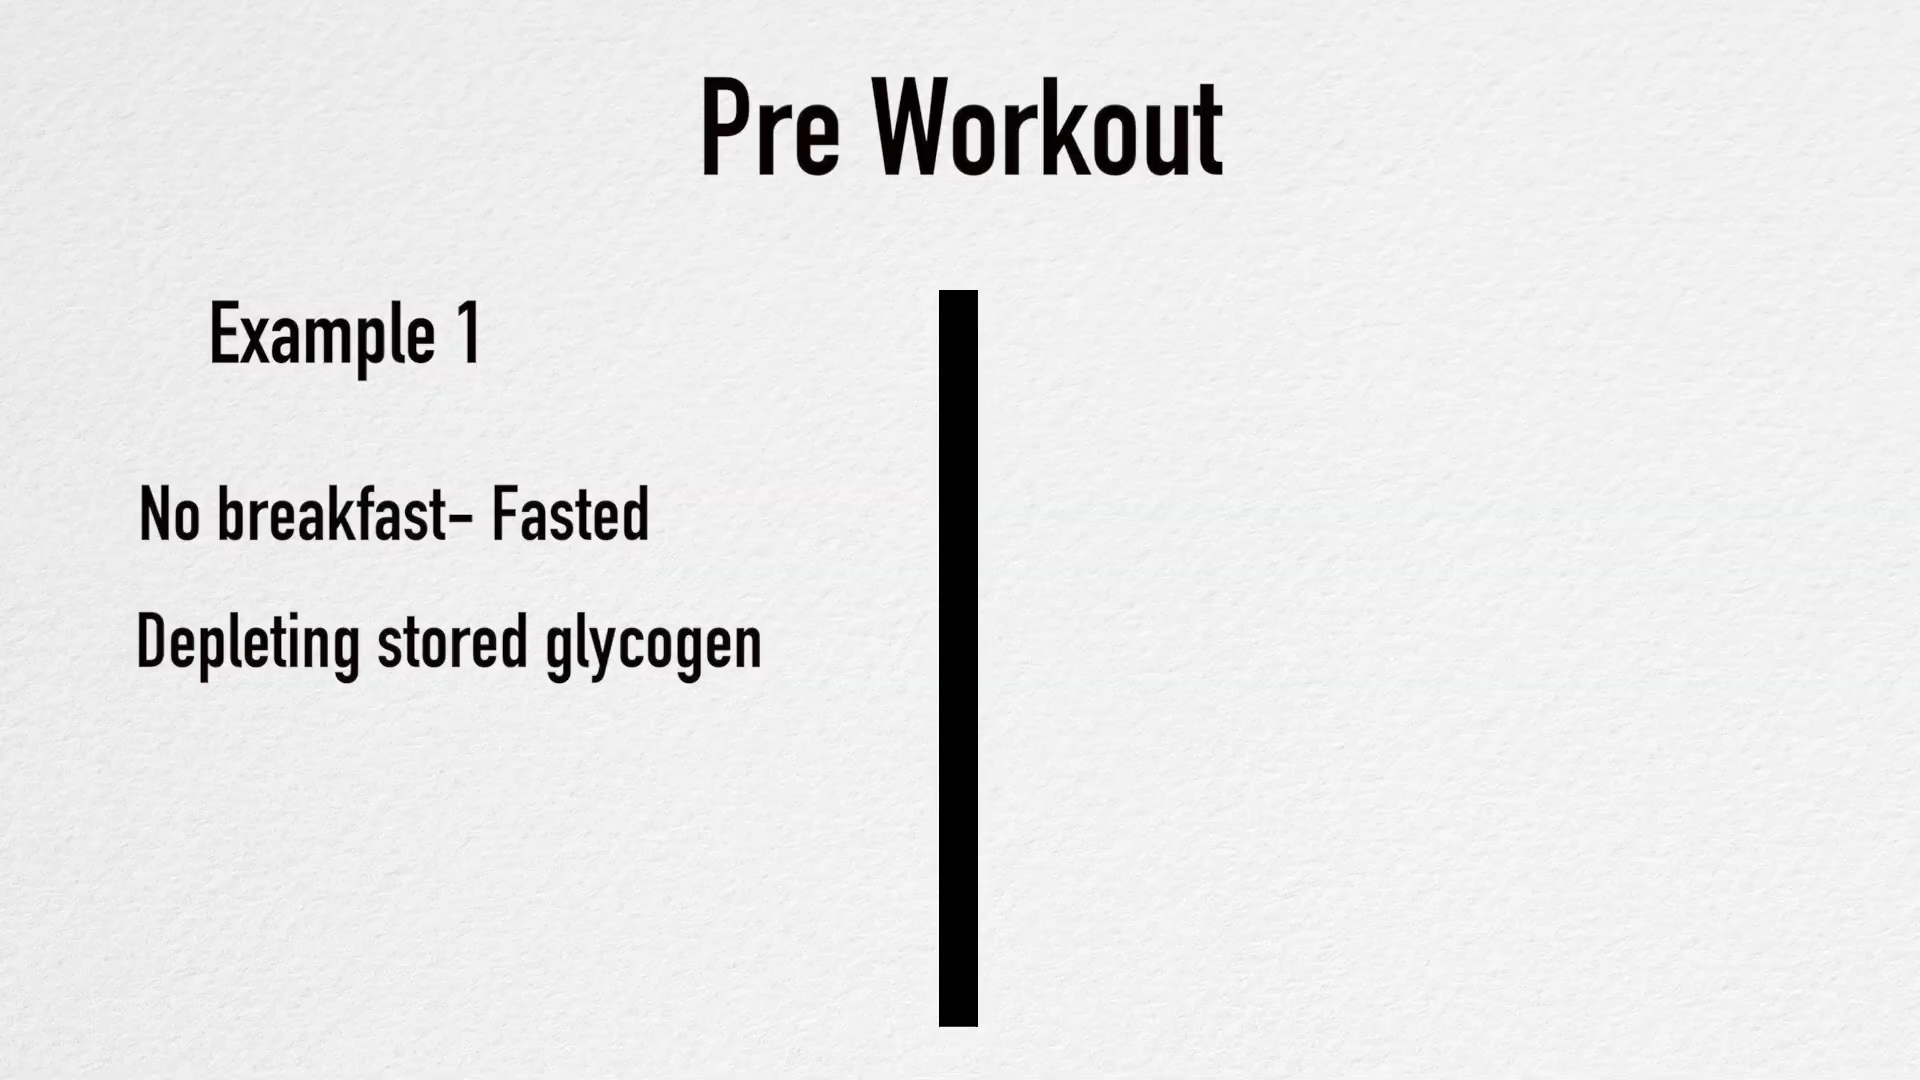 Pre Workout
Example 1
No breakfast- Fasted
Depleting stored glycogen